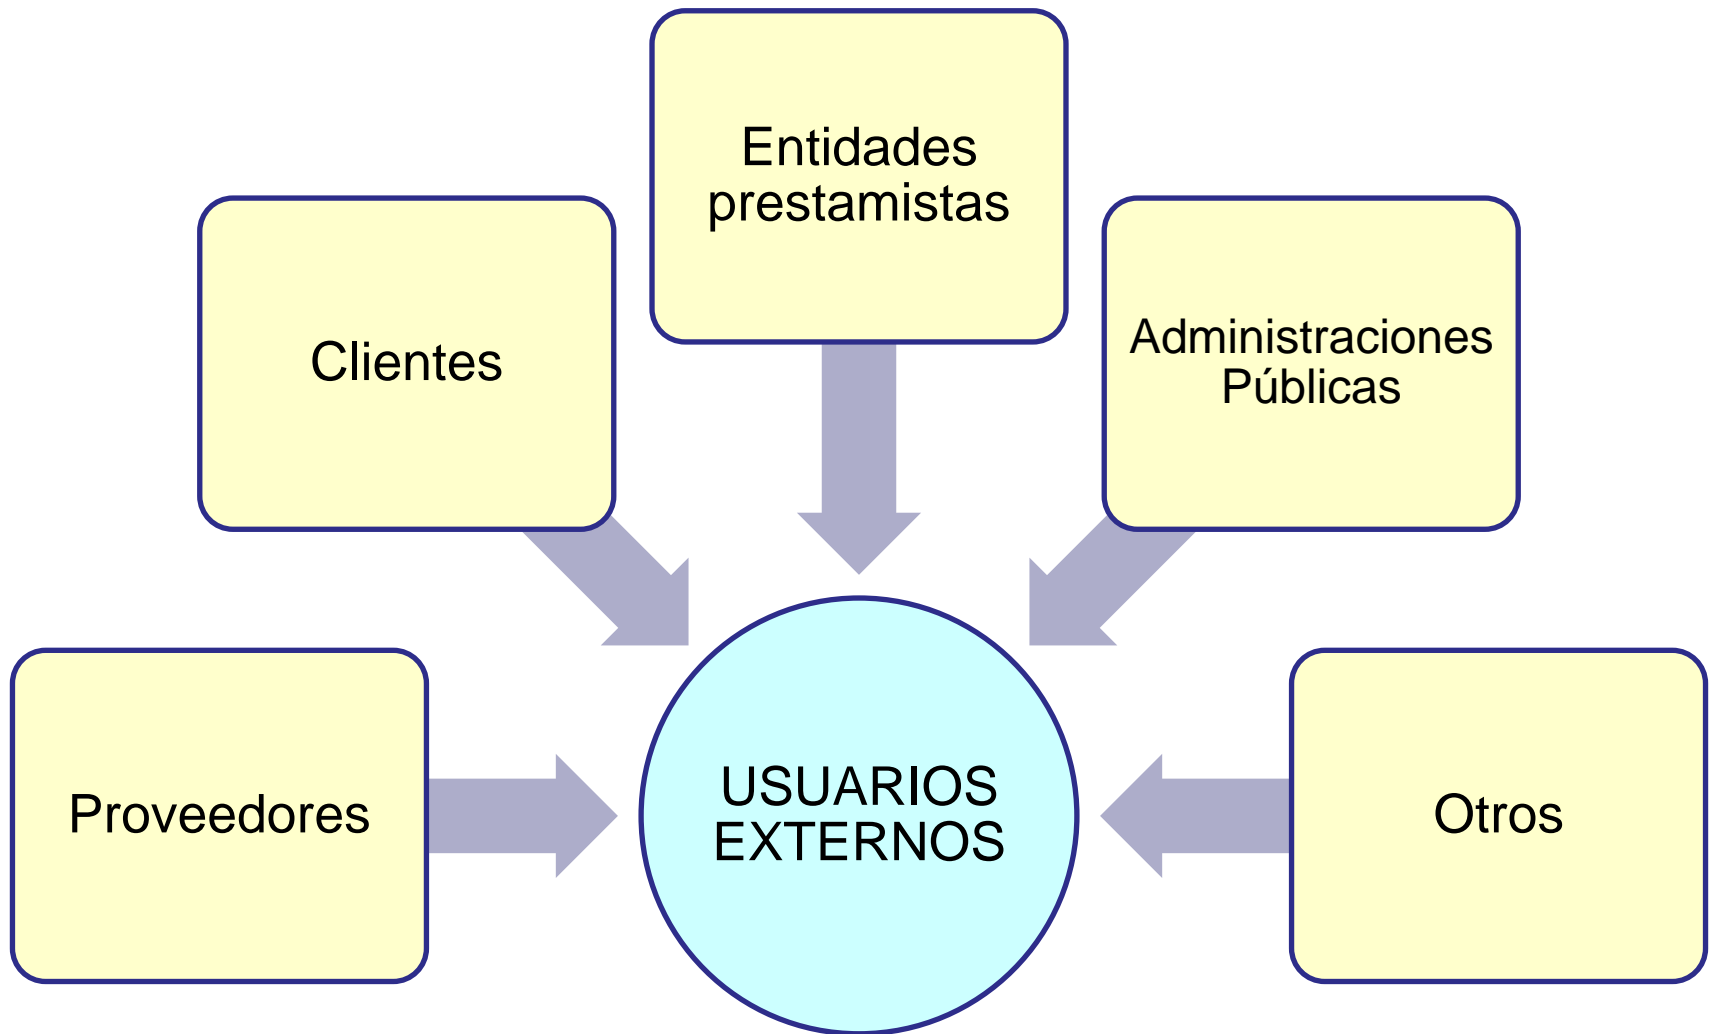 Entidades
prestamistas
Clientes
Administraciones
Públicas
Proveedores
USUARIOS
EXTERNOS
Otros